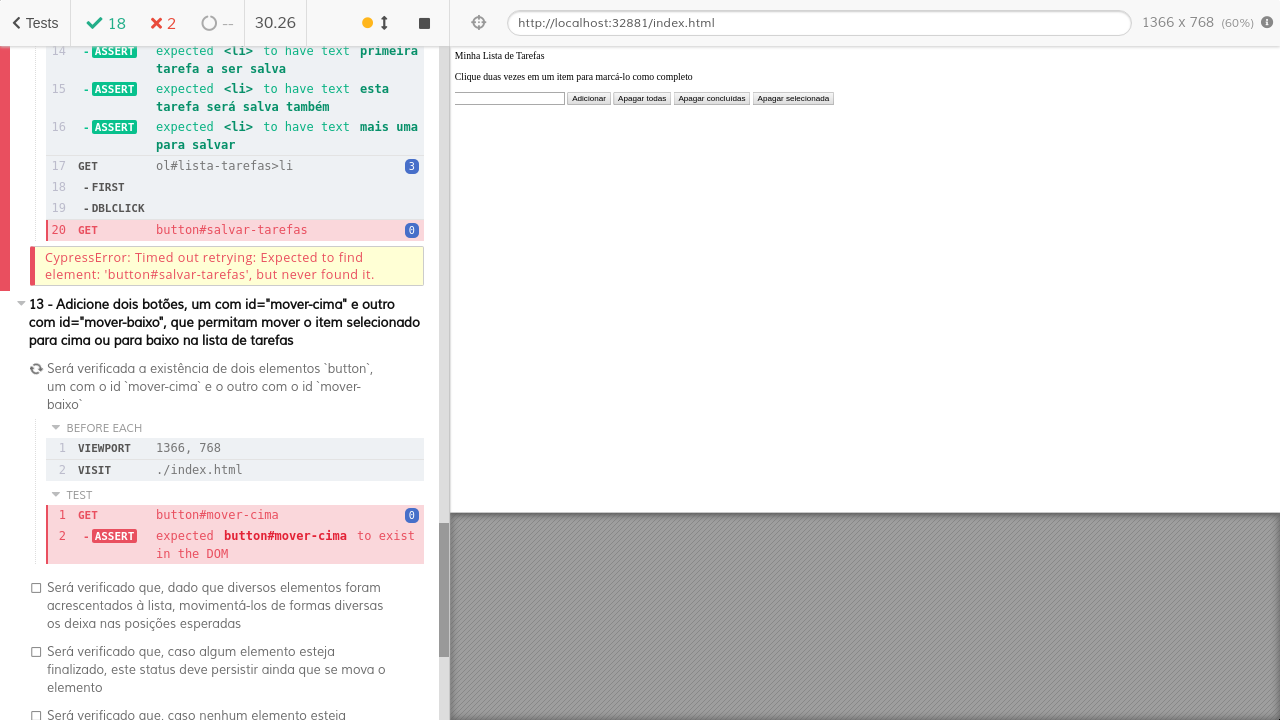 Tests
18
2
--
30.26
http://localhost:32881/index.html
1366 x 768 (60%)
14 - ASSERT expected <li> to have text primeira
tarefa a ser salva
15 - ASSERT expected <li> to have text esta
tarefa será salva também
16 - ASSERT expected <li> to have text mais uma
para salvar
17 GET ol#lista-tarefas>li 3
18 - FIRST
19 - DBLCLICK
20 GET button#salvar-tarefas 0
CypressError: Timed out retrying: Expected to find
element: 'button#salvar-tarefas', but never found it.
13 - Adicione dois botões, um com id="mover-cima" e outro
com id="mover-baixo", que permitam mover o item selecionado
para cima ou para baixo na lista de tarefas
Será verificada a existência de dois elementos `button`,
um com o id `mover-cima` e o outro com o id `mover-
baixo`
BEFORE EACH
1 VIEWPORT 1366, 768
2 VISIT ./index.html
TEST
1 GET button#mover-cima 0
2 - ASSERT expected button#mover-cima to exist
in the DOM
Será verificado que, dado que diversos elementos foram
acrescentados à lista, movimentá-los de formas diversas
os deixa nas posições esperadas
Será verificado que, caso algum elemento esteja
finalizado, este status deve persistir ainda que se mova o
elemento
Será verificado que, caso nenhum elemento esteja
Minha Lista de Tarefas
Clique duas vezes em um item para marcá-lo como completo
Adicionar Apagar todas Apagar concluídas Apagar selecionada